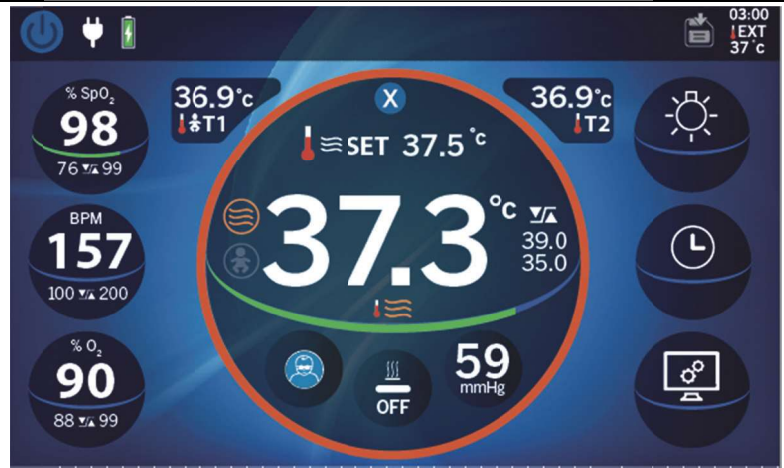 03:00
EXT
37 °c
% SpO₂
98
76 99
36.9°c
T1
X
36.9°c
T2
SET 37.5 °c
37.3 °c
39.0
35.0
BPM
157
100 200
% O₂
90
88 99
OFF
59
mmHg